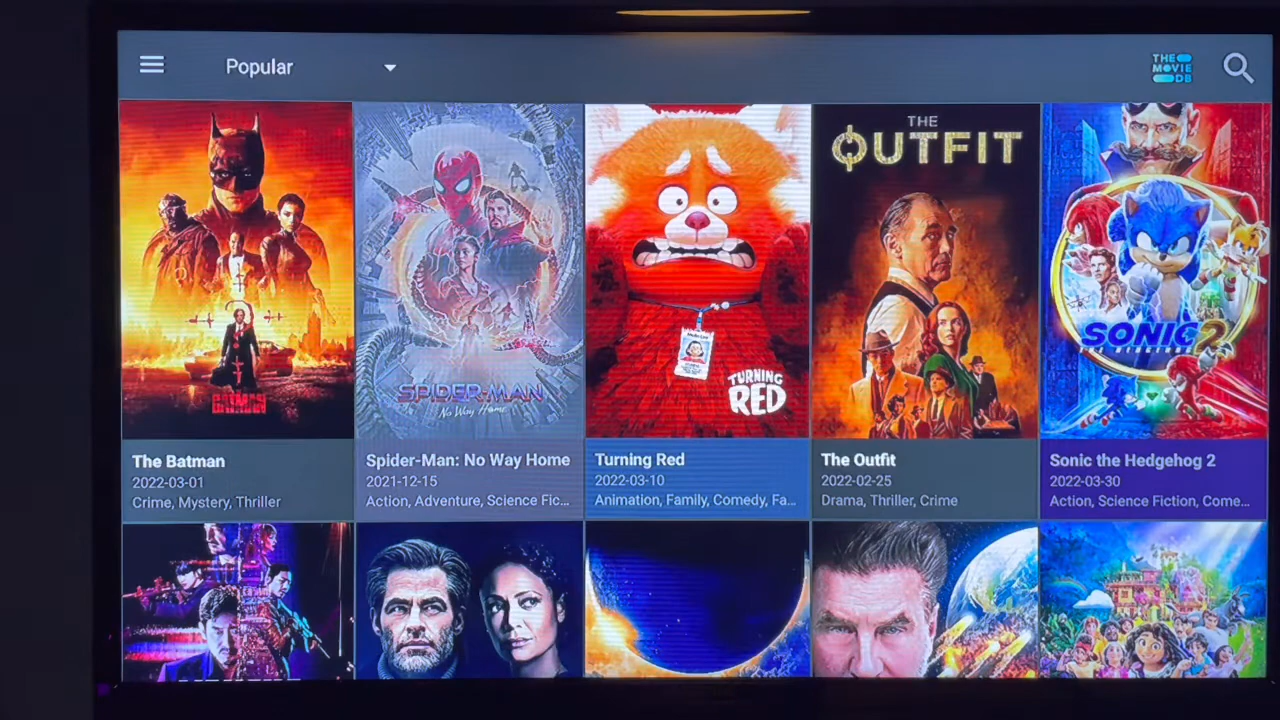 Popular
THE
MOVIE
DB
THE
OUTFIT
SONIC 2
SPIDER-MAN
No Way Home
THE
BATMAN
TURNING
RED
The Batman
2022-03-01
Crime, Mystery, Thriller
Spider-Man: No Way Home
2021-12-15
Action, Adventure, Science Fic...
Turning Red
2022-03-10
Animation, Family, Comedy, Fa...
The Outfit
2022-02-25
Drama, Thriller, Crime
Sonic the Hedgehog 2
2022-03-30
Action, Science Fiction, Come...